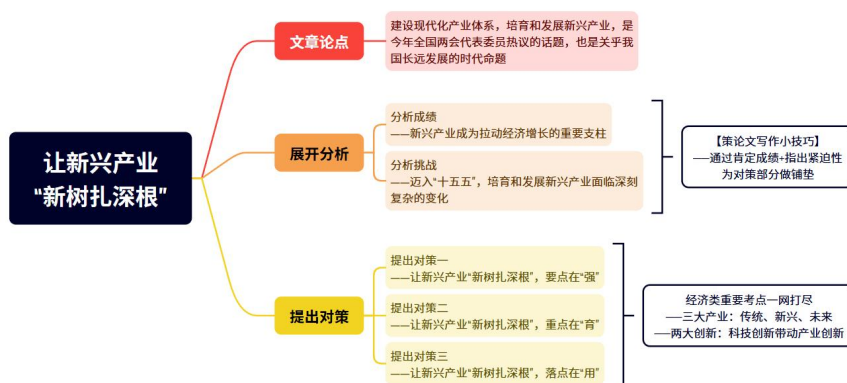 让新兴产业
“新树扎深根”
文章论点
建设现代化产业体系，培育和发展新兴产业，是
今年全国两会代表委员热议的话题，也是关乎我
国长远发展的时代命题
展开分析
分析成绩
——新兴产业成为拉动经济增长的重要支柱
分析挑战
——迈入“十五五”，培育和发展新兴产业面临深刻
复杂的变化
【策论文写作小技巧】
——通过肯定成绩+指出紧迫性
为对策部分做铺垫
提出对策
提出对策一
——让新兴产业“新树扎深根”，要点在“强”
提出对策二
——让新兴产业“新树扎深根”，重点在“育”
提出对策三
——让新兴产业“新树扎深根”，落点在“用”
经济类重要考点一网打尽
——三大产业：传统、新兴、未来
——两大创新：科技创新带动产业创新